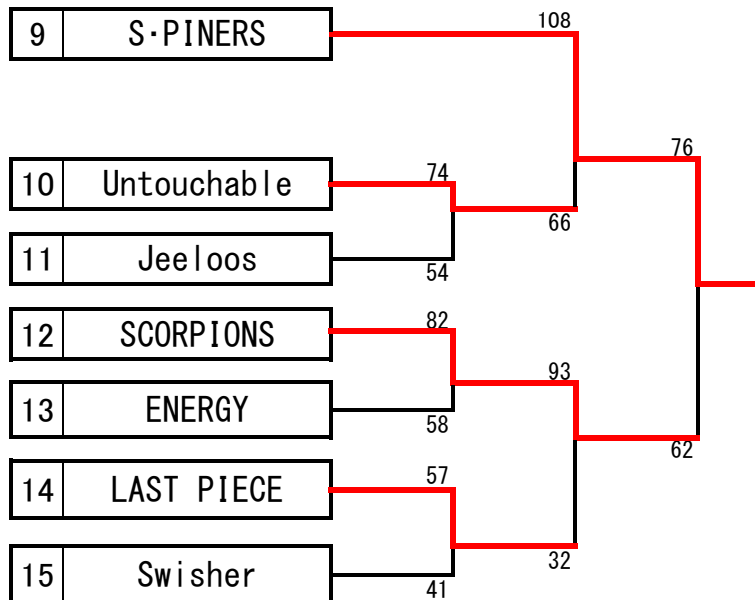 108
9 S・PINERS
76
74
10 Untouchable
66
11 Jeeloos
54
82
12 SCORPIONS
93
13 ENERGY
58
62
57
14 LAST PIECE
32
15 Swisher
41